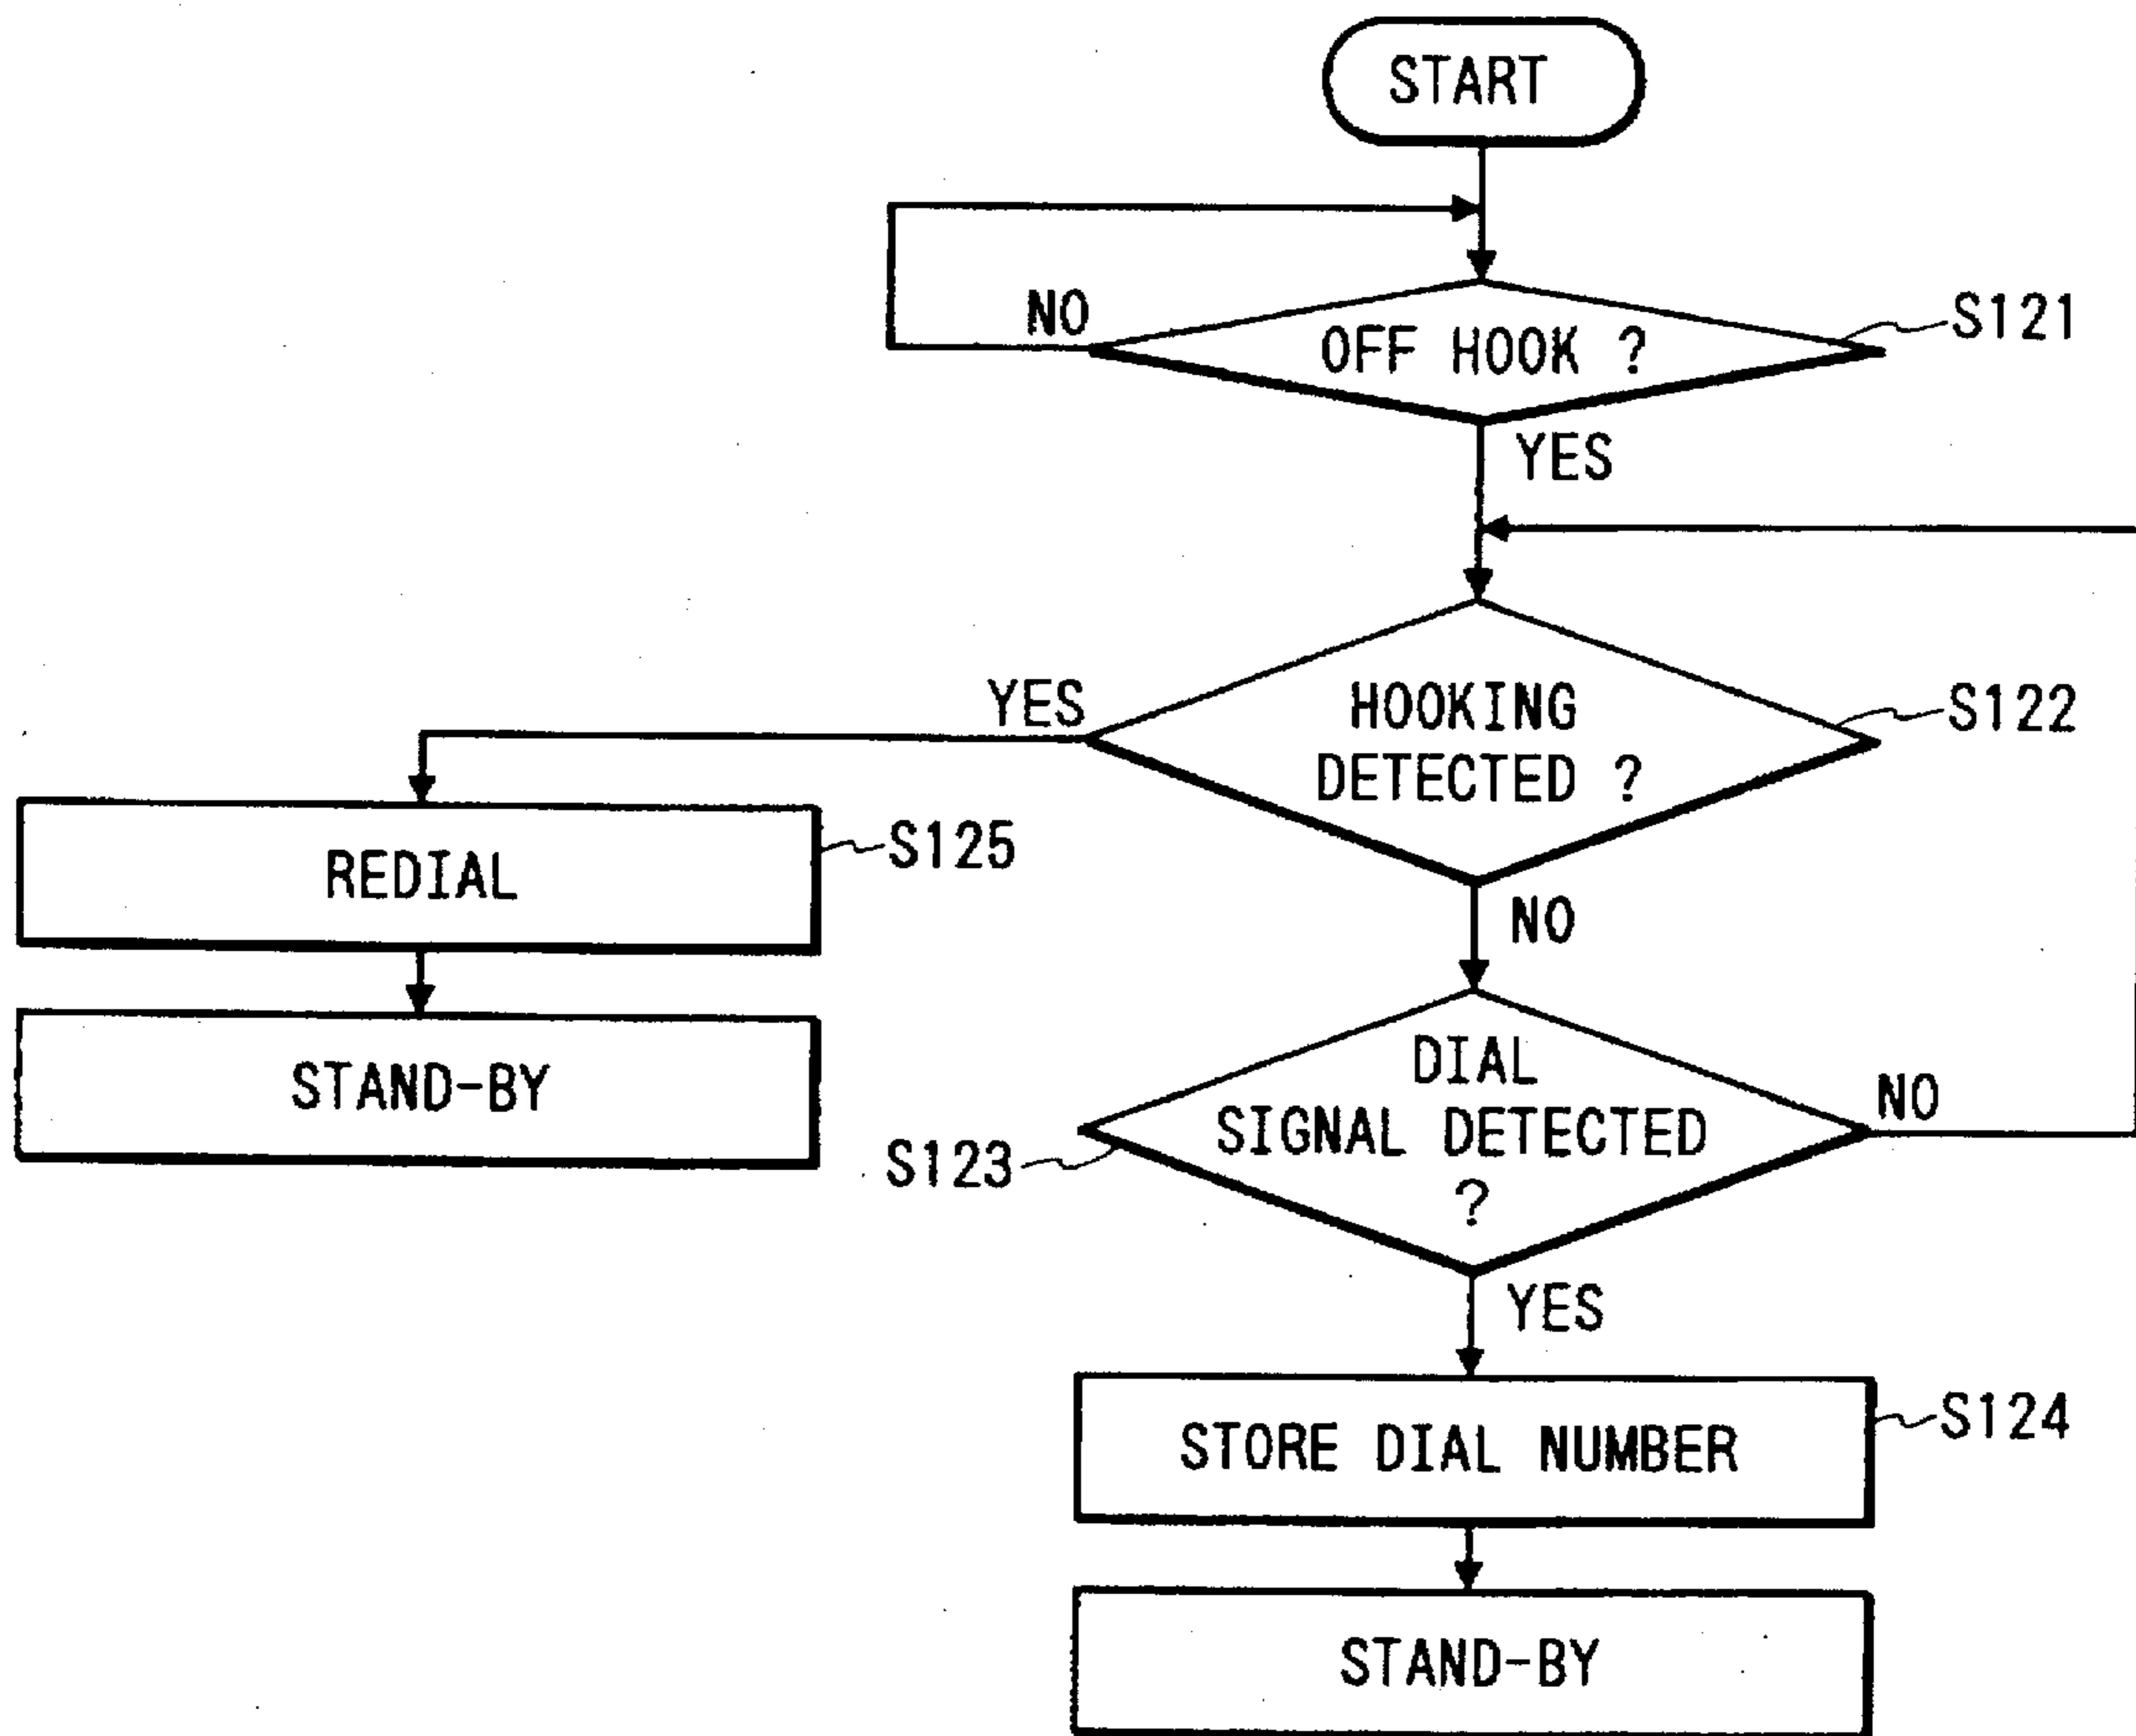 START
NO
OFF HOOK ?
S121
YES
YES
HOOKING
DETECTED ?
S122
REDIAL
S125
NO
STAND-BY
DIAL
SIGNAL DETECTED
?
NO
S123
YES
STORE DIAL NUMBER
S124
STAND-BY